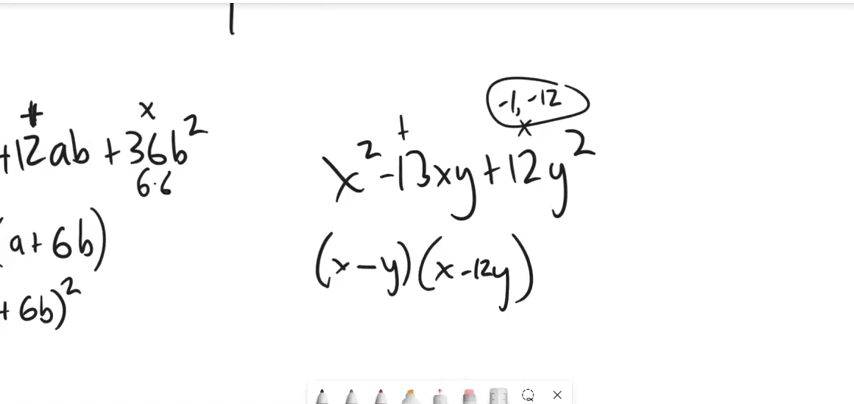 + x
+12ab +36b²
6·6
(a+6b)
+ 6b)²
-1, -12
+ x
x²-13xy+12y²
(x-y)(x-12y)